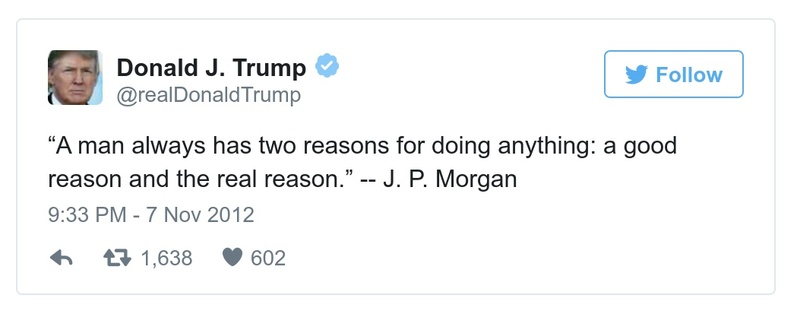 Donald J. Trump
@realDonaldTrump
Follow
“A man always has two reasons for doing anything: a good
reason and the real reason.” -- J. P. Morgan
9:33 PM - 7 Nov 2012
1,638 602